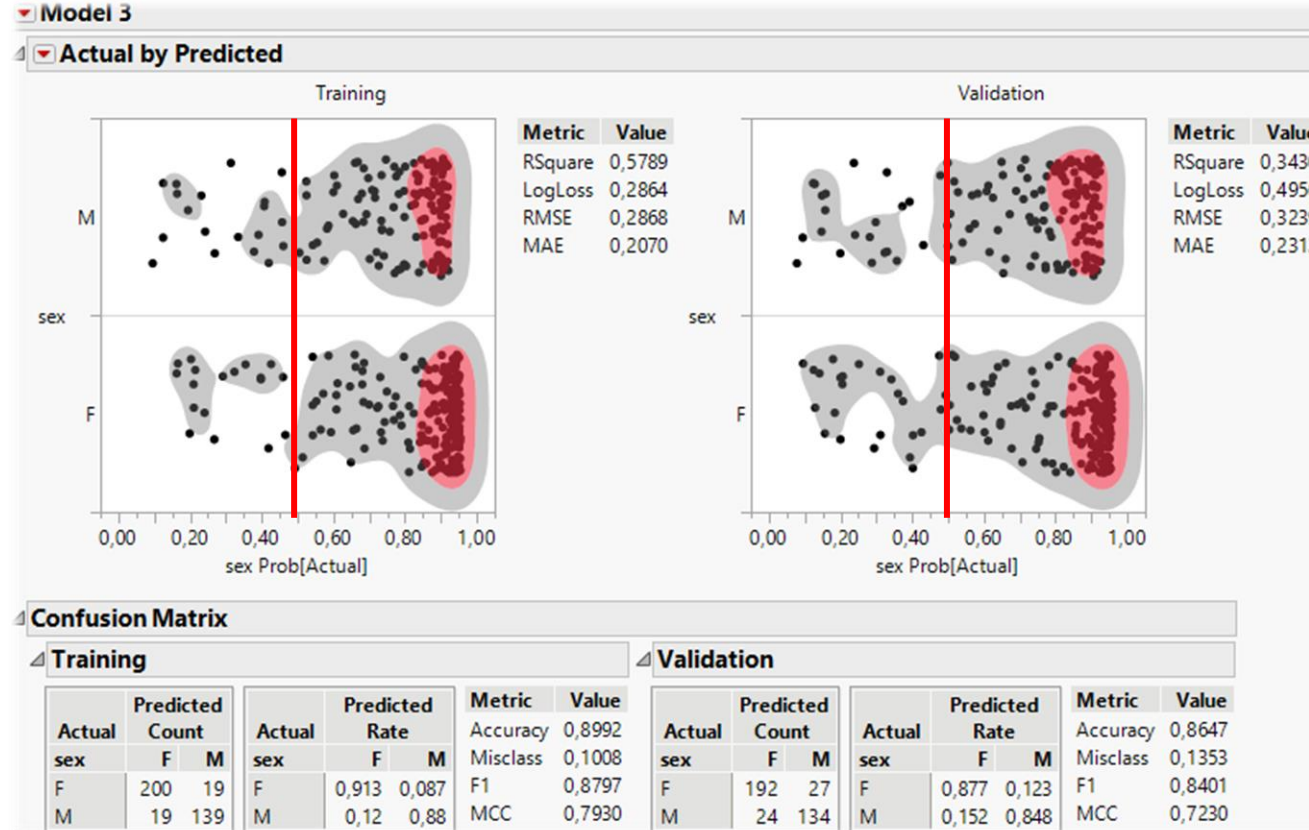 Model 3
Actual by Predicted
Training
Validation
Metric Value
RSquare 0,5789
LogLoss 0,2864
RMSE 0,2868
MAE 0,2070
Metric
RSquare
LogLoss
RMSE
MAE
M
sex
F
0,00 0,20 0,40 0,60 0,80 1,00
sex Prob[Actual]
M
sex
F
0,00 0,20 0,40 0,60 0,80 1,00
sex Prob[Actual]
Confusion Matrix
Training
Predicted
Actual Count
sex F M
F 200 19
M 19 139
Predicted
Actual Rate
sex F M
F 0,913 0,087
M 0,12 0,88
Metric Value
Accuracy 0,8992
Misclass 0,1008
F1 0,8797
MCC 0,7930
Validation
Predicted
Actual Count
sex F M
F 192 27
M 24 134
Predicted
Actual Rate
sex F M
F 0,877 0,123
M 0,152 0,848
Metric Value
Accuracy 0,8647
Misclass 0,1353
F1 0,8401
MCC 0,7230